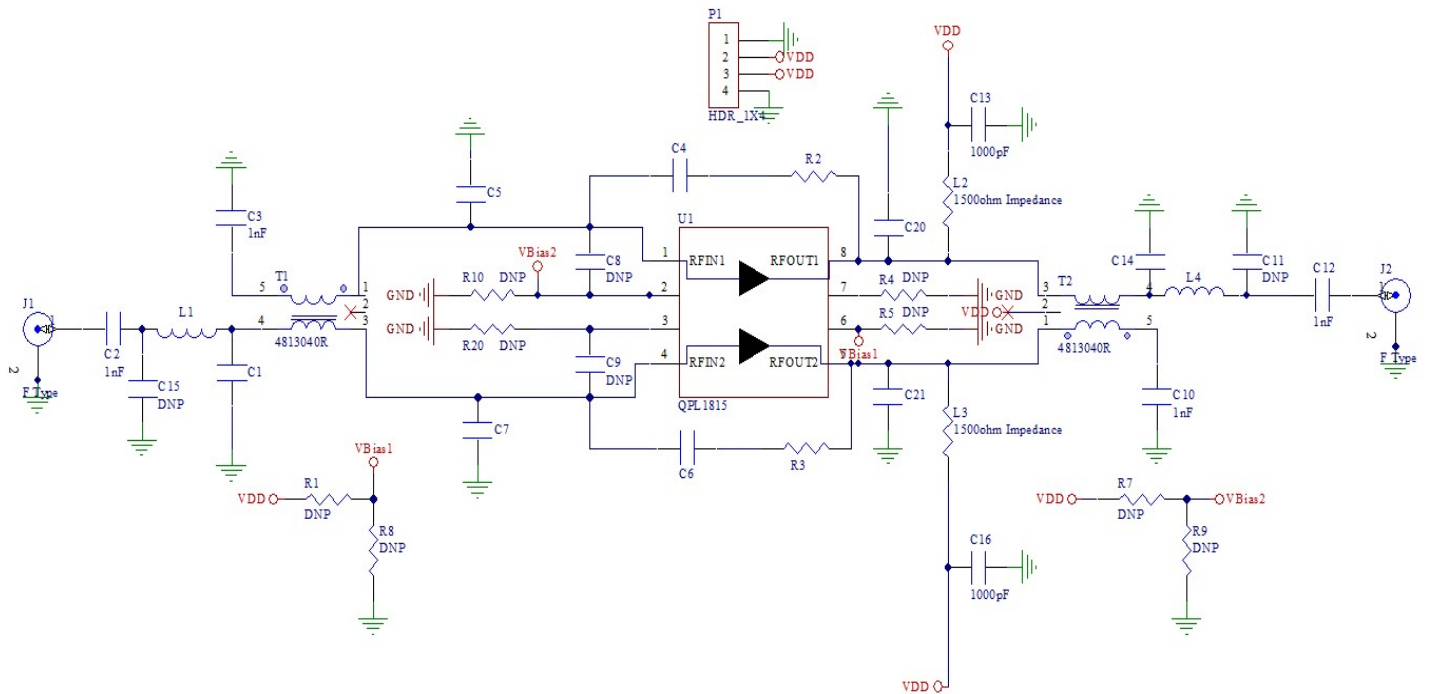 P1
1
2
3
4
VDD
VDD
HDR_1X4
VDD
C13
1000pF
L2
1500ohm Impedance
C4
R2
C5
C3
1nF
C20
U1
1
RFIN1
RFOUT1
8
VBias2
C8
DNP
T1
5
1
2
3
4
4813040R
GND
R10
DNP
2
7
R4
DNP
GND
GND
R20
DNP
3
6
R5
DNP
GND
VDD
VBias1
C9
DNP
4
RFIN2
RFOUT2
5
QPL1815
T2
3
2
1
4
5
4813040R
C14
L4
C11
DNP
C12
1nF
J2
1
2
F Type
J1
1
2
F Type
C2
1nF
L1
C15
DNP
C1
C7
C6
R3
C21
L3
1500ohm Impedance
C10
1nF
VBias1
VDD
R1
DNP
R8
DNP
VDD
R7
DNP
VBias2
R9
DNP
C16
1000pF
VDD